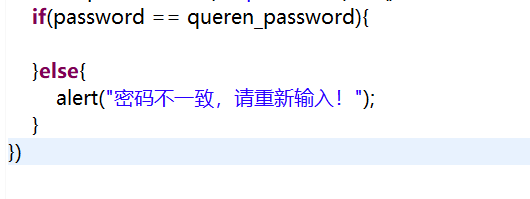 if(password == queren_password){
}else{
alert("密码不一致，请重新输入！");
}
})